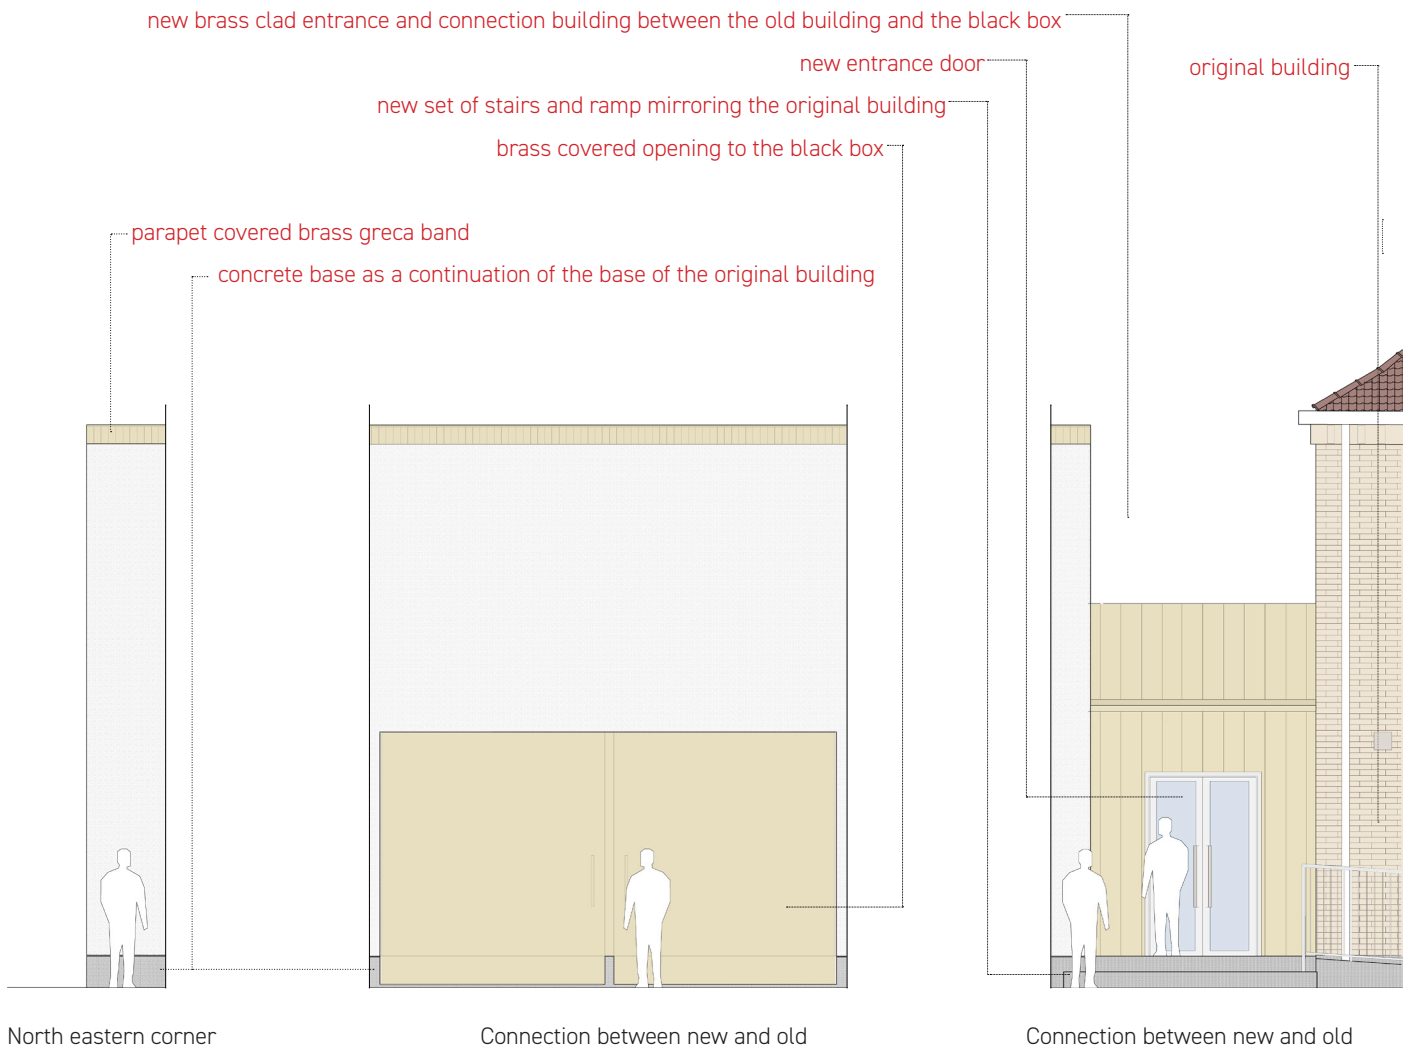 new brass clad entrance and connection building between the old building and the black box
new entrance door
original building
new set of stairs and ramp mirroring the original building
brass covered opening to the black box
parapet covered brass greca band
concrete base as a continuation of the base of the original building
North eastern corner
Connection between new and old
Connection between new and old